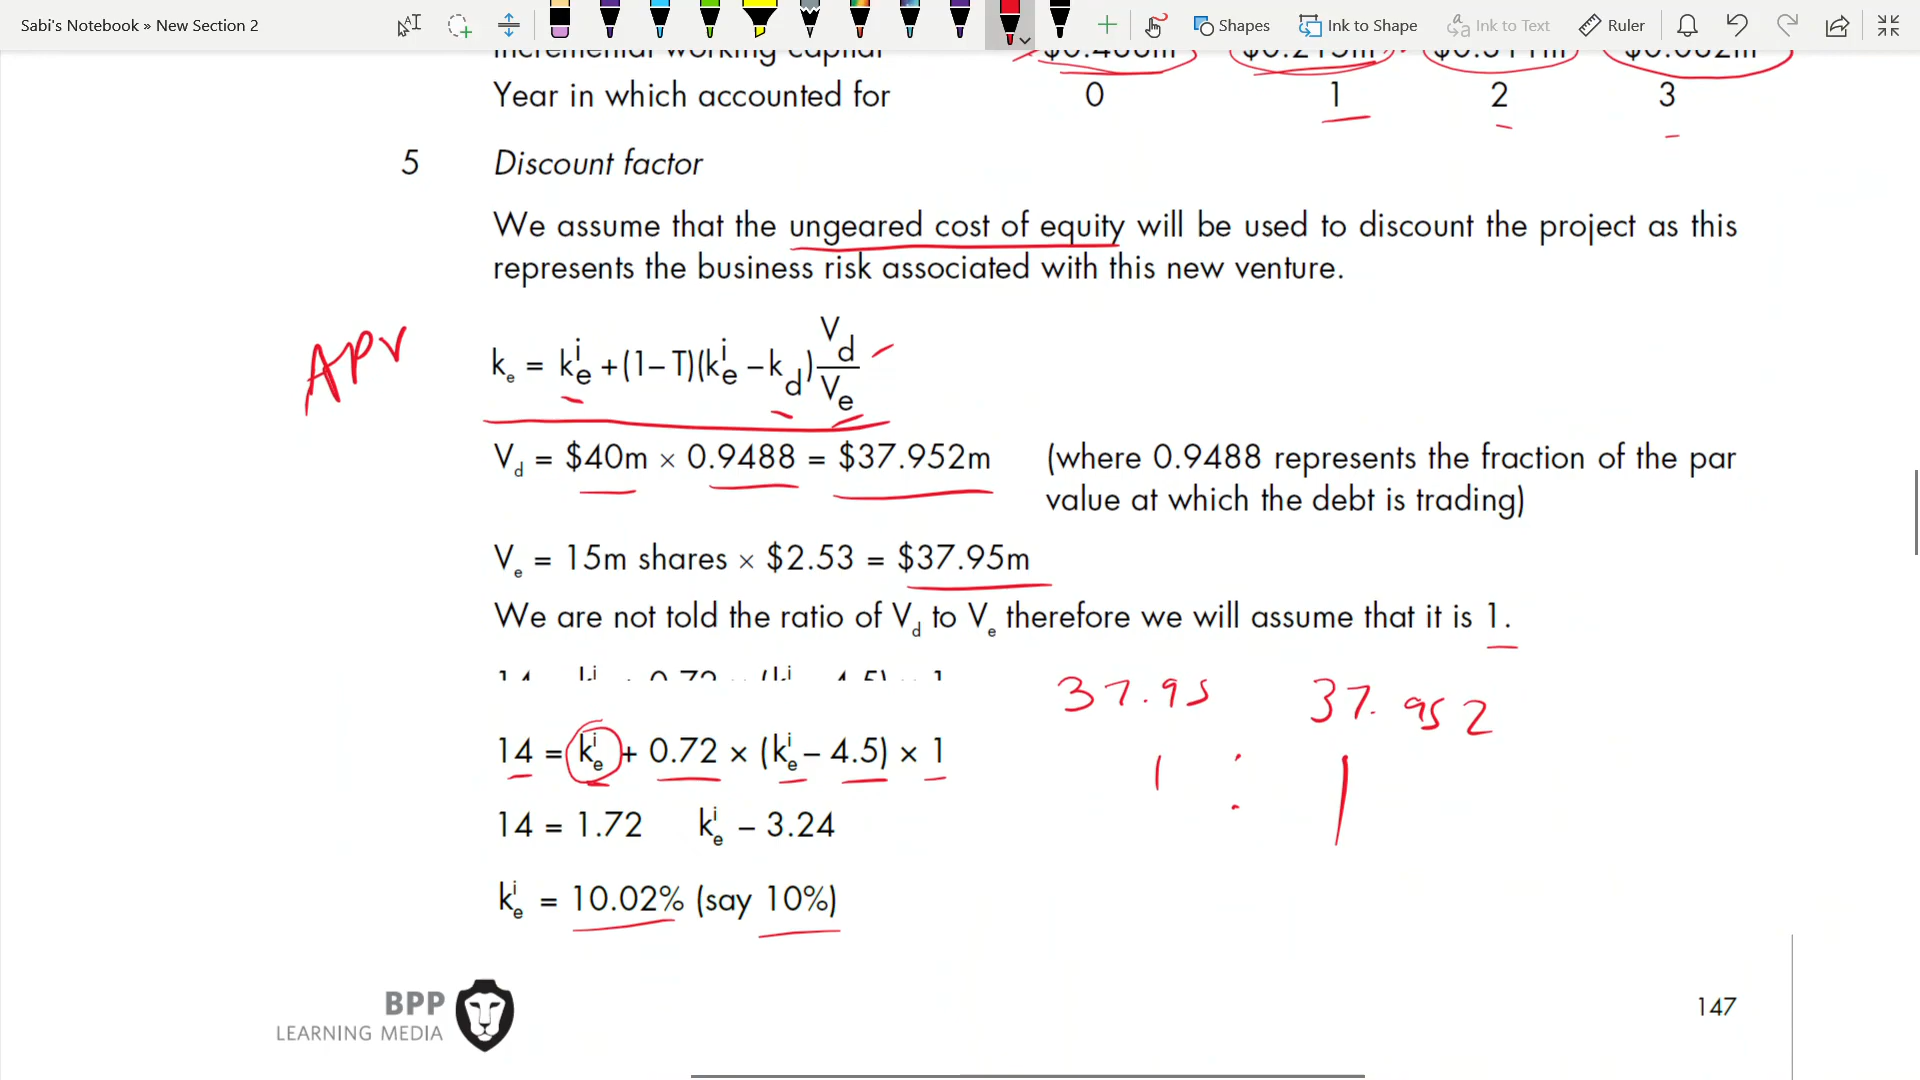 Sabi's Notebook » New Section 2 Shapes Ink to Shape Ink to Text Ruler
Incremental working capital
Year in which accounted for 0 1 2 3
5 Discount factor
We assume that the ungeared cost of equity will be used to discount the project as this
represents the business risk associated with this new venture.
APV
kₑ = kⁱₑ + (1 – T)(kⁱₑ – k_d) V_d/Vₑ
V_d = $40m × 0.9488 = $37.952m (where 0.9488 represents the fraction of the par
value at which the debt is trading)
Vₑ = 15m shares × $2.53 = $37.95m
We are not told the ratio of V_d to Vₑ therefore we will assume that it is 1.
37.95 37.952
14 = kⁱₑ + 0.72 × (kⁱₑ – 4.5) × 1
1 : 1
14 = 1.72 kⁱₑ – 3.24
kⁱₑ = 10.02% (say 10%)
BPP
LEARNING MEDIA
147